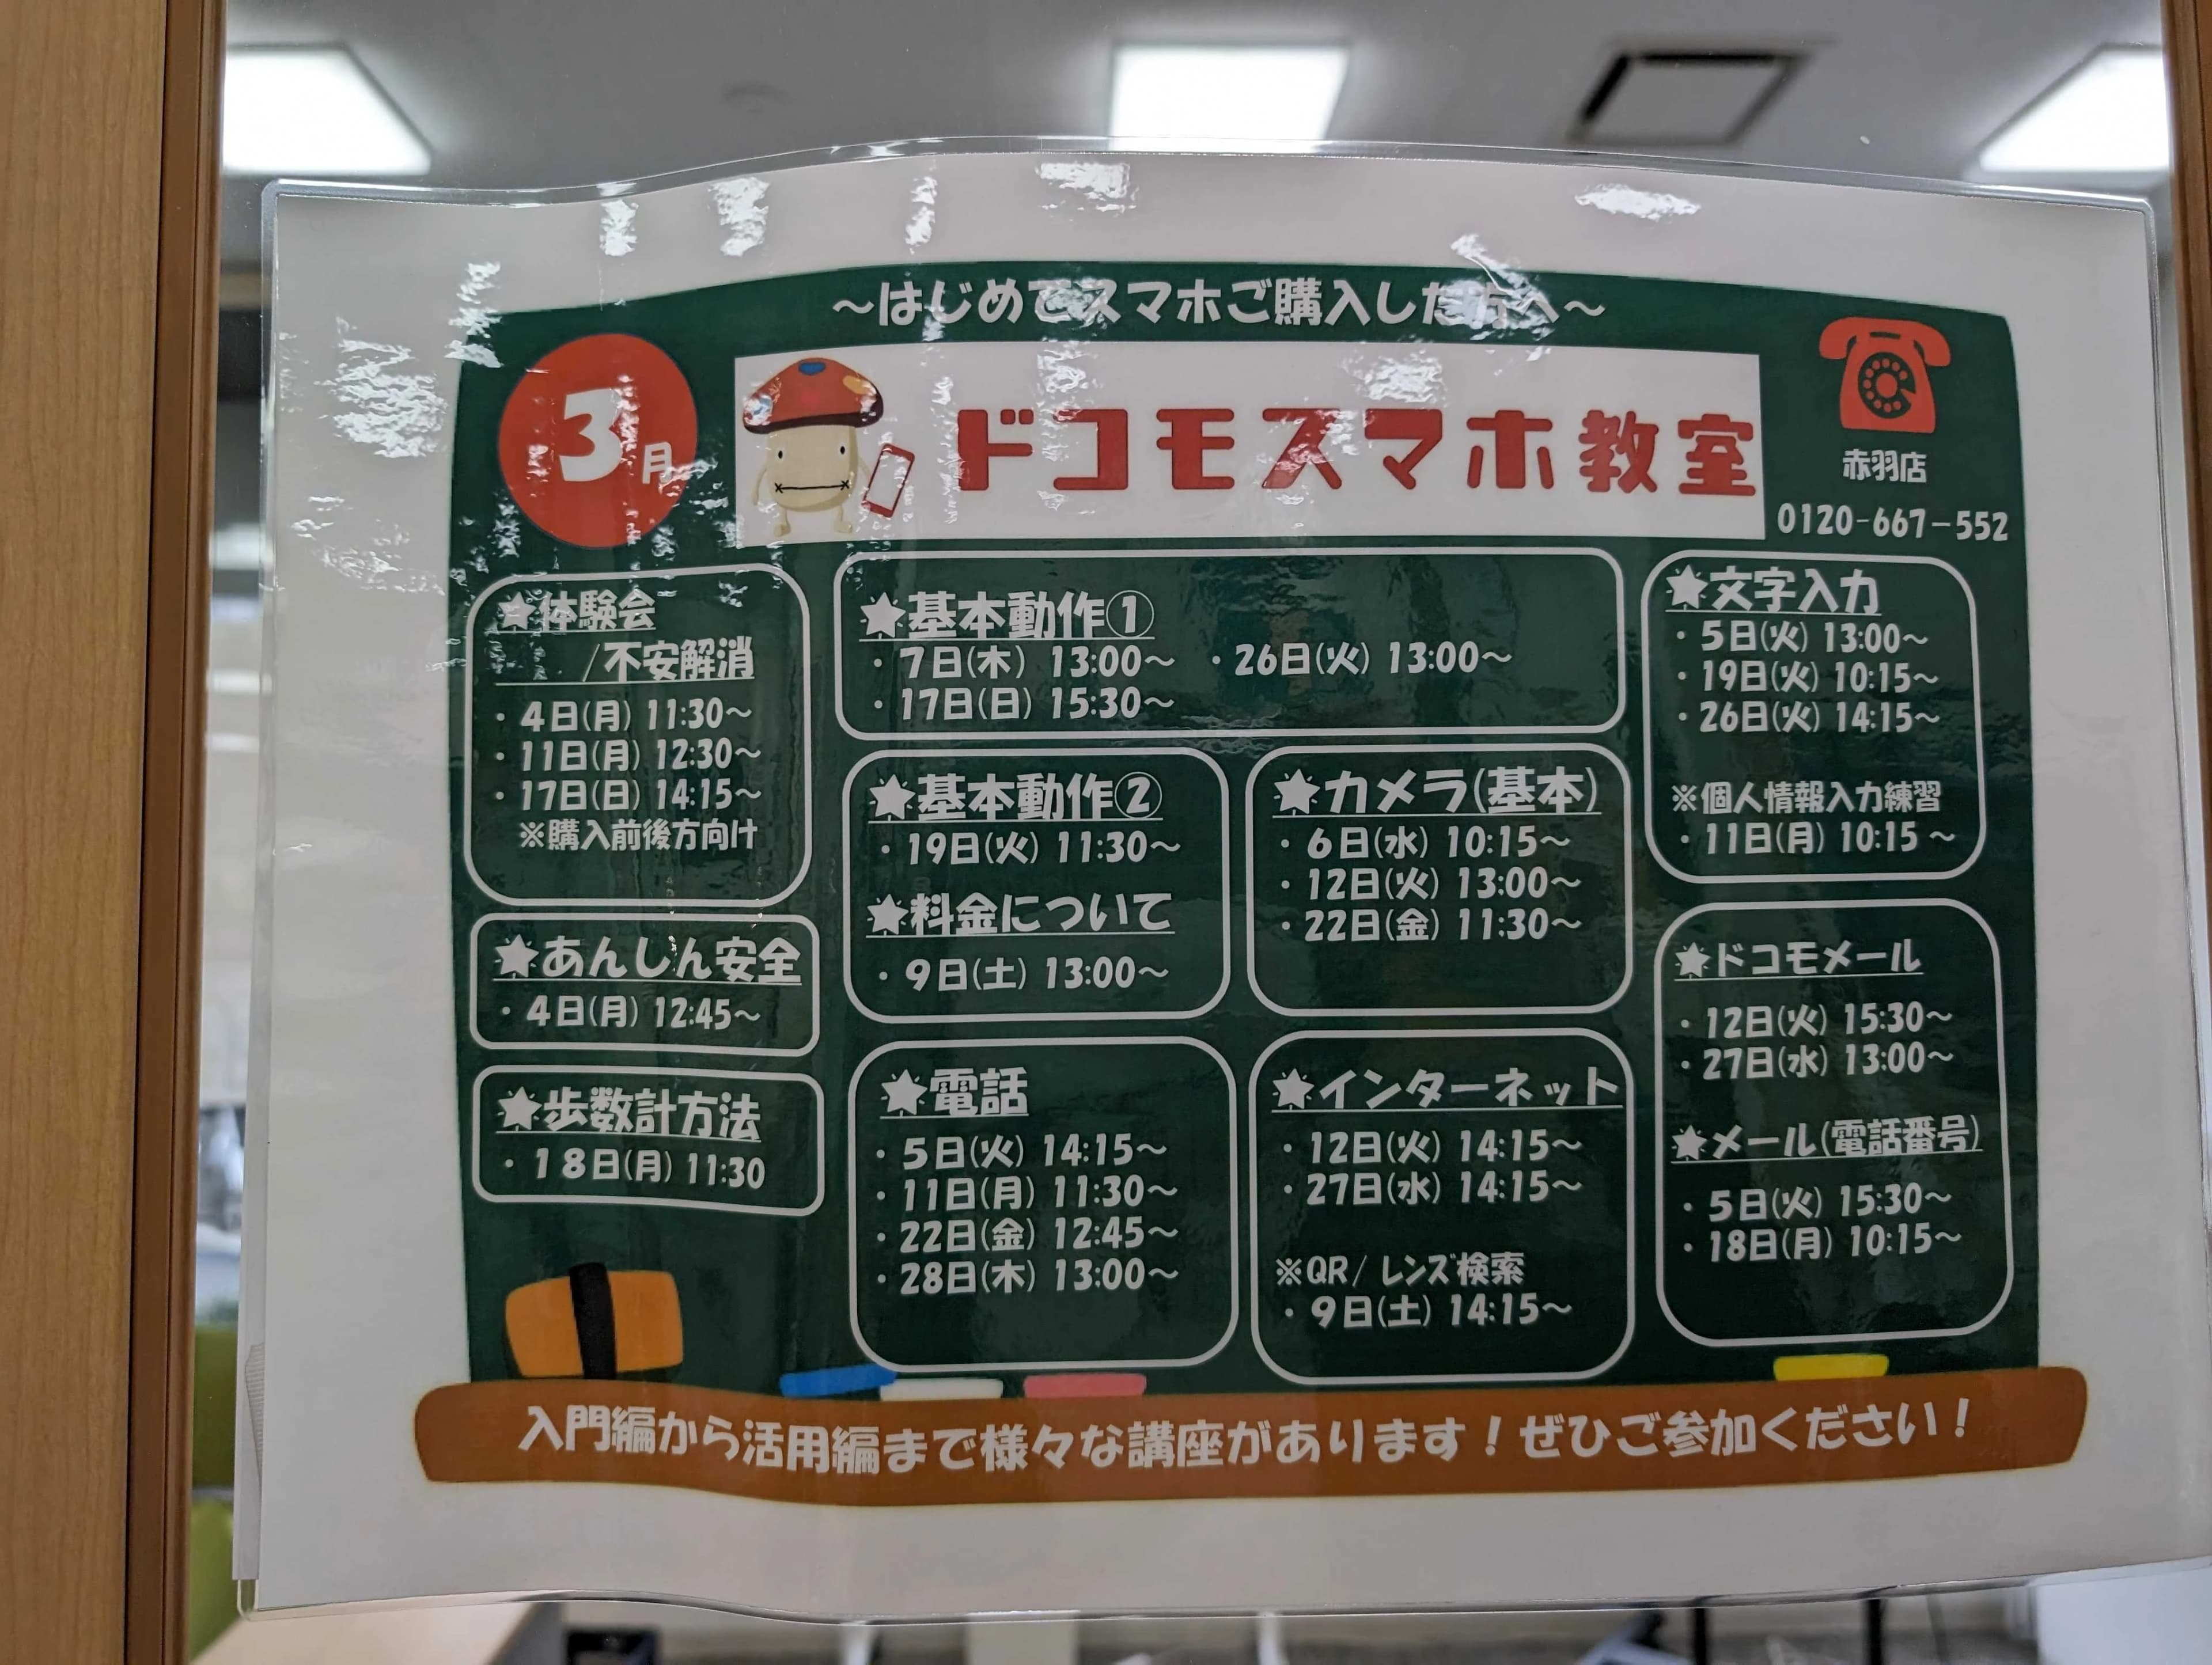 ～はじめてスマホご購入した方へ～
3月
ドコモスマホ教室
赤羽店
0120-667-552
★体験会
/不安解消
・4日(月) 11:30～
・11日(月) 12:30～
・17日(日) 14:15～
※購入前後方向け
★あんしん安全
・4日(月) 12:45～
★歩数計方法
・18日(月) 11:30
★基本動作①
・7日(木) 13:00～ ・26日(火) 13:00～
・17日(日) 15:30～
★基本動作②
・19日(火) 11:30～
★料金について
・9日(土) 13:00～
★電話
・5日(火) 14:15～
・11日(月) 11:30～
・22日(金) 12:45～
・28日(木) 13:00～
★カメラ(基本)
・6日(水) 10:15～
・12日(火) 13:00～
・22日(金) 11:30～
★インターネット
・12日(火) 14:15～
・27日(水) 14:15～
※QR/ レンズ検索
・9日(土) 14:15～
★文字入力
・5日(火) 13:00～
・19日(火) 10:15～
・26日(火) 14:15～
※個人情報入力練習
・11日(月) 10:15 ～
★ドコモメール
・12日(火) 15:30～
・27日(水) 13:00～
★メール(電話番号)
・5日(火) 15:30～
・18日(月) 10:15～
入門編から活用編まで様々な講座があります！ぜひご参加ください！